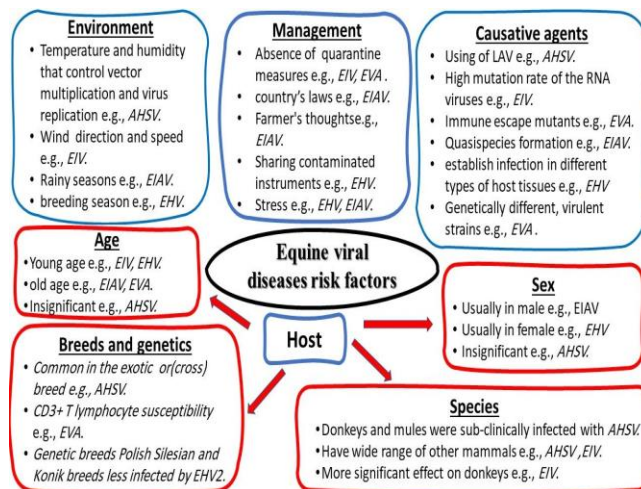 Environment
• Temperature and humidity
that control vector
multiplication and virus
replication e.g., AHSV.
• Wind direction and speed
e.g., EIV.
• Rainy seasons e.g., EIAV.
• breeding season e.g., EHV.
Management
• Absence of quarantine
measures e.g., EIV, EVA .
• country's laws e.g., EIAV.
• Farmer's thoughtse.g.,
EIAV.
• Sharing contaminated
instruments e.g., EHV.
• Stress e.g., EHV, EIAV.
Causative agents
• Using of LAV e.g., AHSV.
• High mutation rate of the RNA
viruses e.g., EIV.
• Immune escape mutants e.g., EVA.
• Quasispecies formation e.g., EIAV.
• establish infection in different
types of host tissues e.g., EHV
• Genetically different, virulent
strains e.g., EVA .
Age
•Young age e.g., EIV, EHV.
•old age e.g., EIAV, EVA.
•Insignificant e.g., AHSV.
Equine viral
diseases risk factors
Host
Sex
• Usually in male e.g., EIAV
• Usually in female e.g., EHV
• Insignificant e.g., AHSV.
Breeds and genetics
• Common in the exotic or(cross)
breed e.g., AHSV.
• CD3+ T lymphocyte susceptibility
e.g., EVA.
• Genetic breeds Polish Silesian and
Konik breeds less infected by EHV2.
Species
•Donkeys and mules were sub-clinically infected with AHSV.
•Have wide range of other mammals e.g., AHSV ,EIV.
•More significant effect on donkeys e.g., EIV.